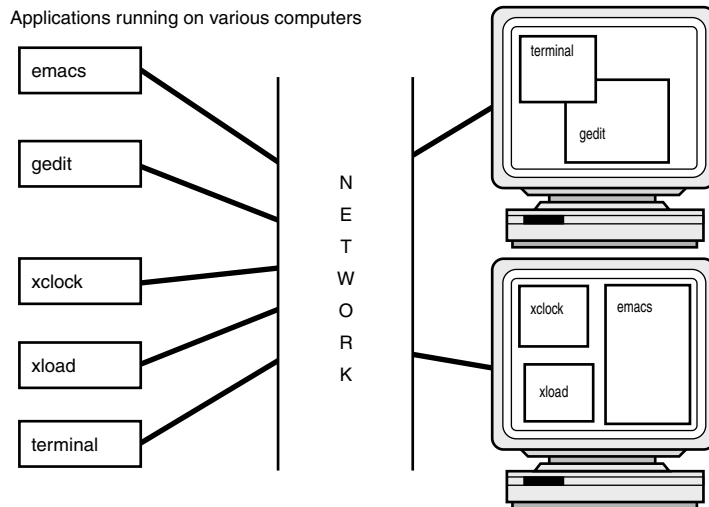 Applications running on various computers
emacs
gedit
xclock
xload
terminal
N
E
T
W
O
R
K
terminal
gedit
xclock
emacs
xload